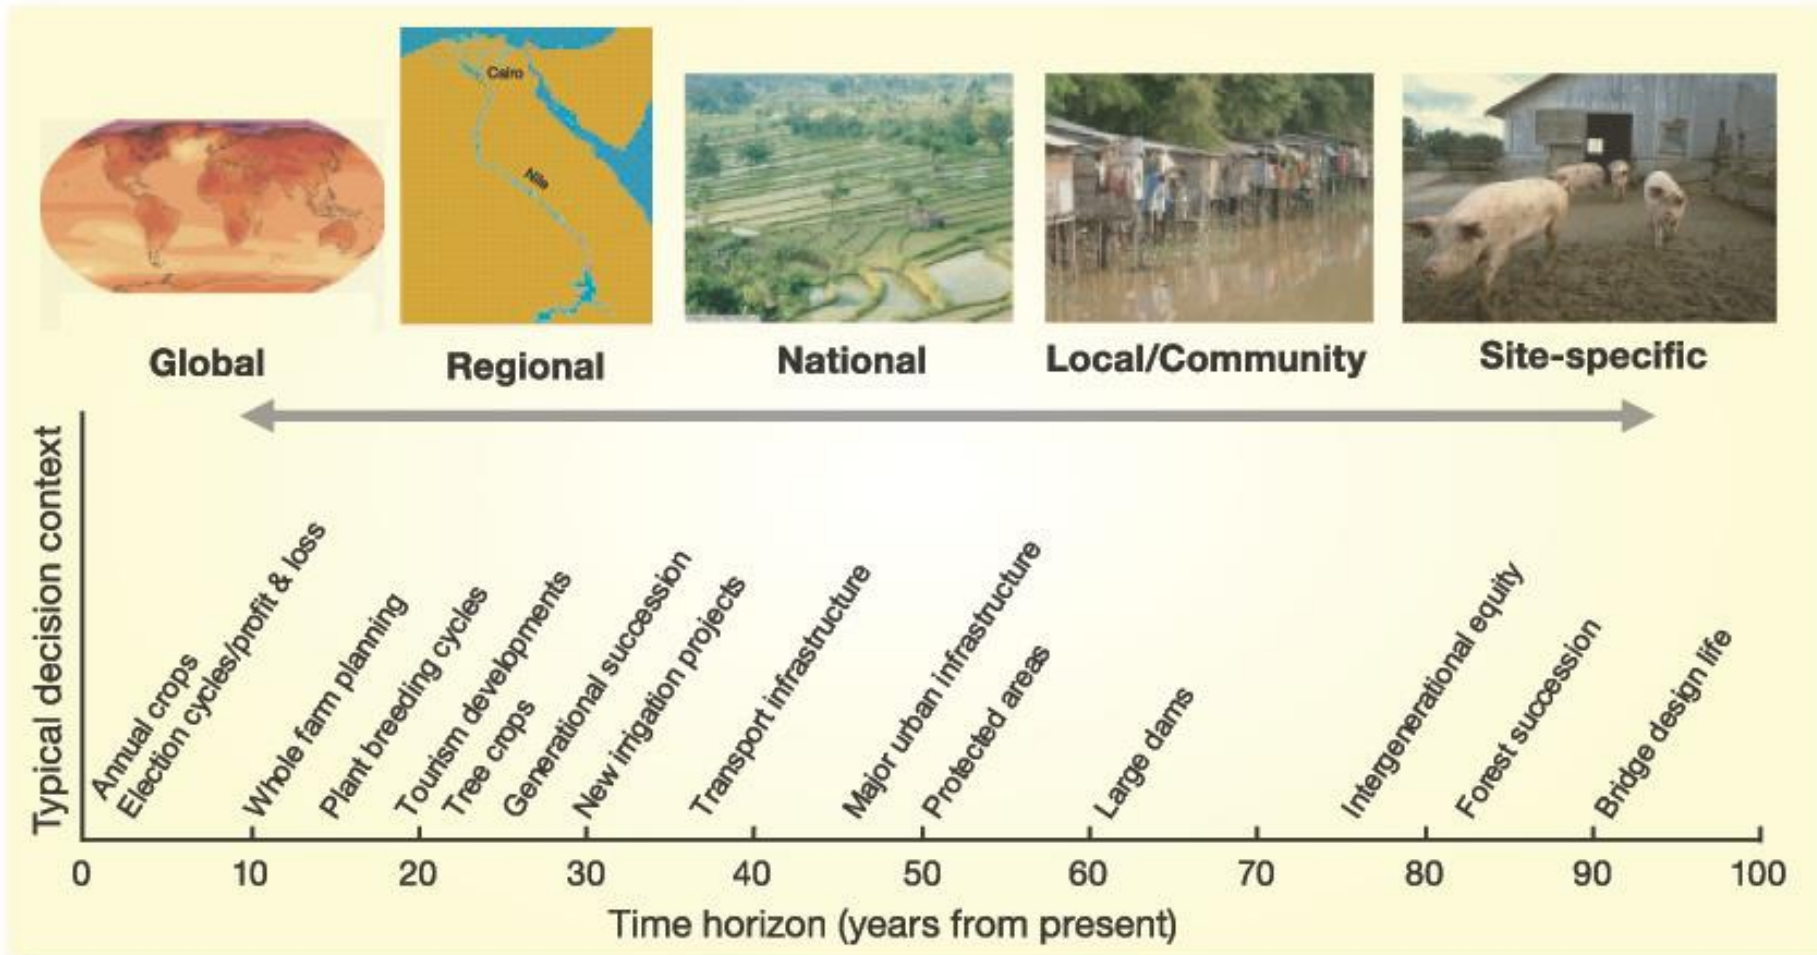 Cairo
Nile
Global
Regional
National
Local/Community
Site-specific
Typical decision context
Annual crops
Election cycles/profit & loss
Whole farm planning
Plant breeding cycles
Tourism developments
Tree crops
Generational succession
New irrigation projects
Transport infrastructure
Major urban infrastructure
Protected areas
Large dams
Intergenerational equity
Forest succession
Bridge design life
0 10 20 30 40 50 60 70 80 90 100
Time horizon (years from present)